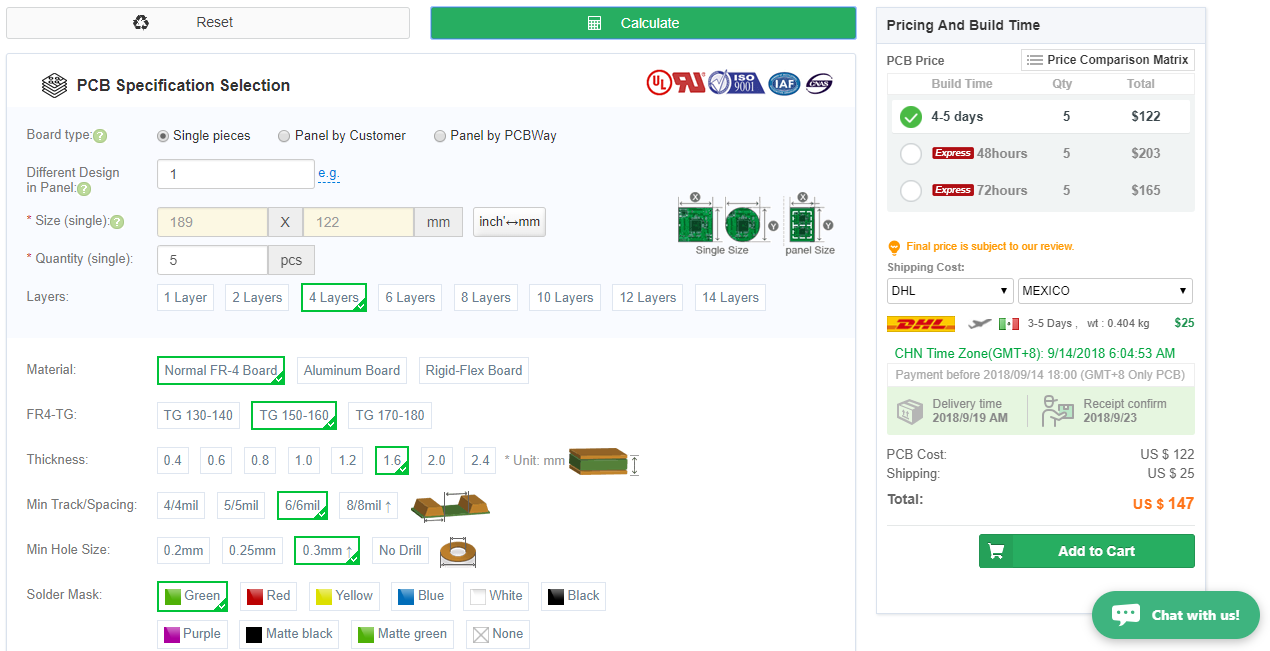 Reset
Calculate
PCB Specification Selection
UL RU ISO 9001 IAF CNAS
Board type: ?
Single pieces Panel by Customer Panel by PCBWay
Different Design
in Panel: ?
1 e.g.
* Size (single): ?
189 X 122 mm inch'↔mm
* Quantity (single):
5 pcs
X X
Y Y
Single Size panel Size
Layers:
1 Layer 2 Layers 4 Layers 6 Layers 8 Layers 10 Layers 12 Layers 14 Layers
Material:
Normal FR-4 Board Aluminum Board Rigid-Flex Board
FR4-TG:
TG 130-140 TG 150-160 TG 170-180
Thickness:
0.4 0.6 0.8 1.0 1.2 1.6 2.0 2.4 * Unit: mm
Min Track/Spacing:
4/4mil 5/5mil 6/6mil 8/8mil ↑
Min Hole Size:
0.2mm 0.25mm 0.3mm ↑ No Drill
Solder Mask:
Green Red Yellow Blue White Black
Purple Matte black Matte green None
Pricing And Build Time
PCB Price Price Comparison Matrix
Build Time Qty Total
4-5 days 5 $122
Express 48hours 5 $203
Express 72hours 5 $165
Final price is subject to our review.
Shipping Cost:
DHL MEXICO
DHL 3-5 Days , wt : 0.404 kg $25
CHN Time Zone(GMT+8): 9/14/2018 6:04:53 AM
Payment before 2018/09/14 18:00 (GMT+8 Only PCB)
Delivery time
2018/9/19 AM
Receipt confirm
2018/9/23
PCB Cost: US $ 122
Shipping: US $ 25
Total: US $ 147
Add to Cart
Chat with us!